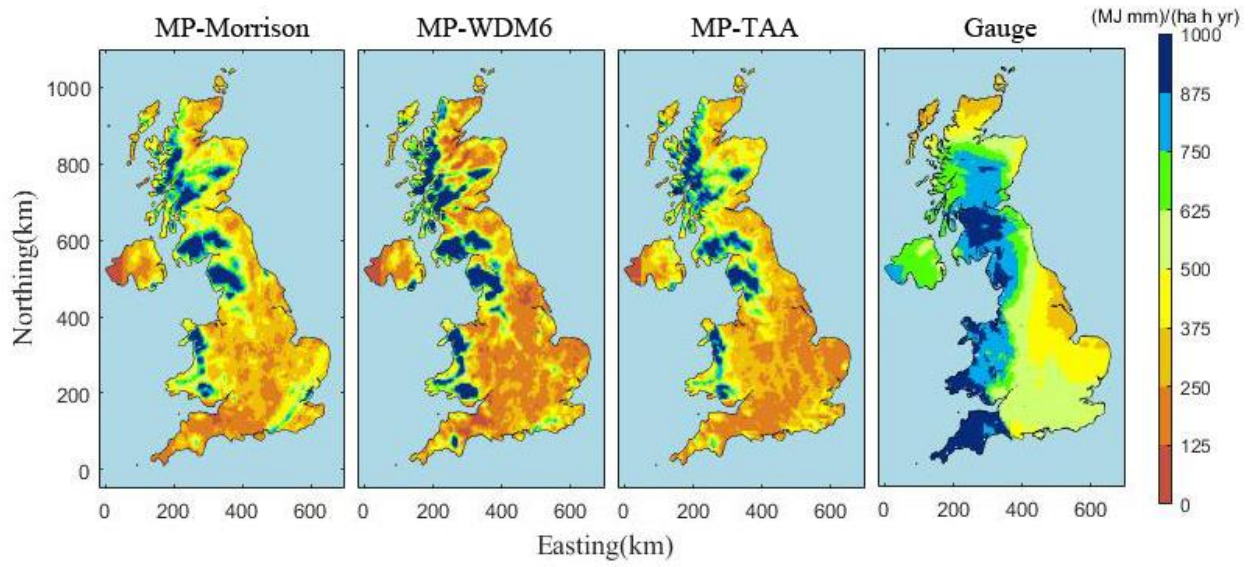 MP-Morrison
MP-WDM6
MP-TAA
Gauge
(MJ mm)/(ha h yr)
Northing(km)
1000
800
600
400
200
0
0 200 400 600
0 200 400 600
0 200 400 600
0 200 400 600
1000
875
750
625
500
375
250
125
0
Easting(km)